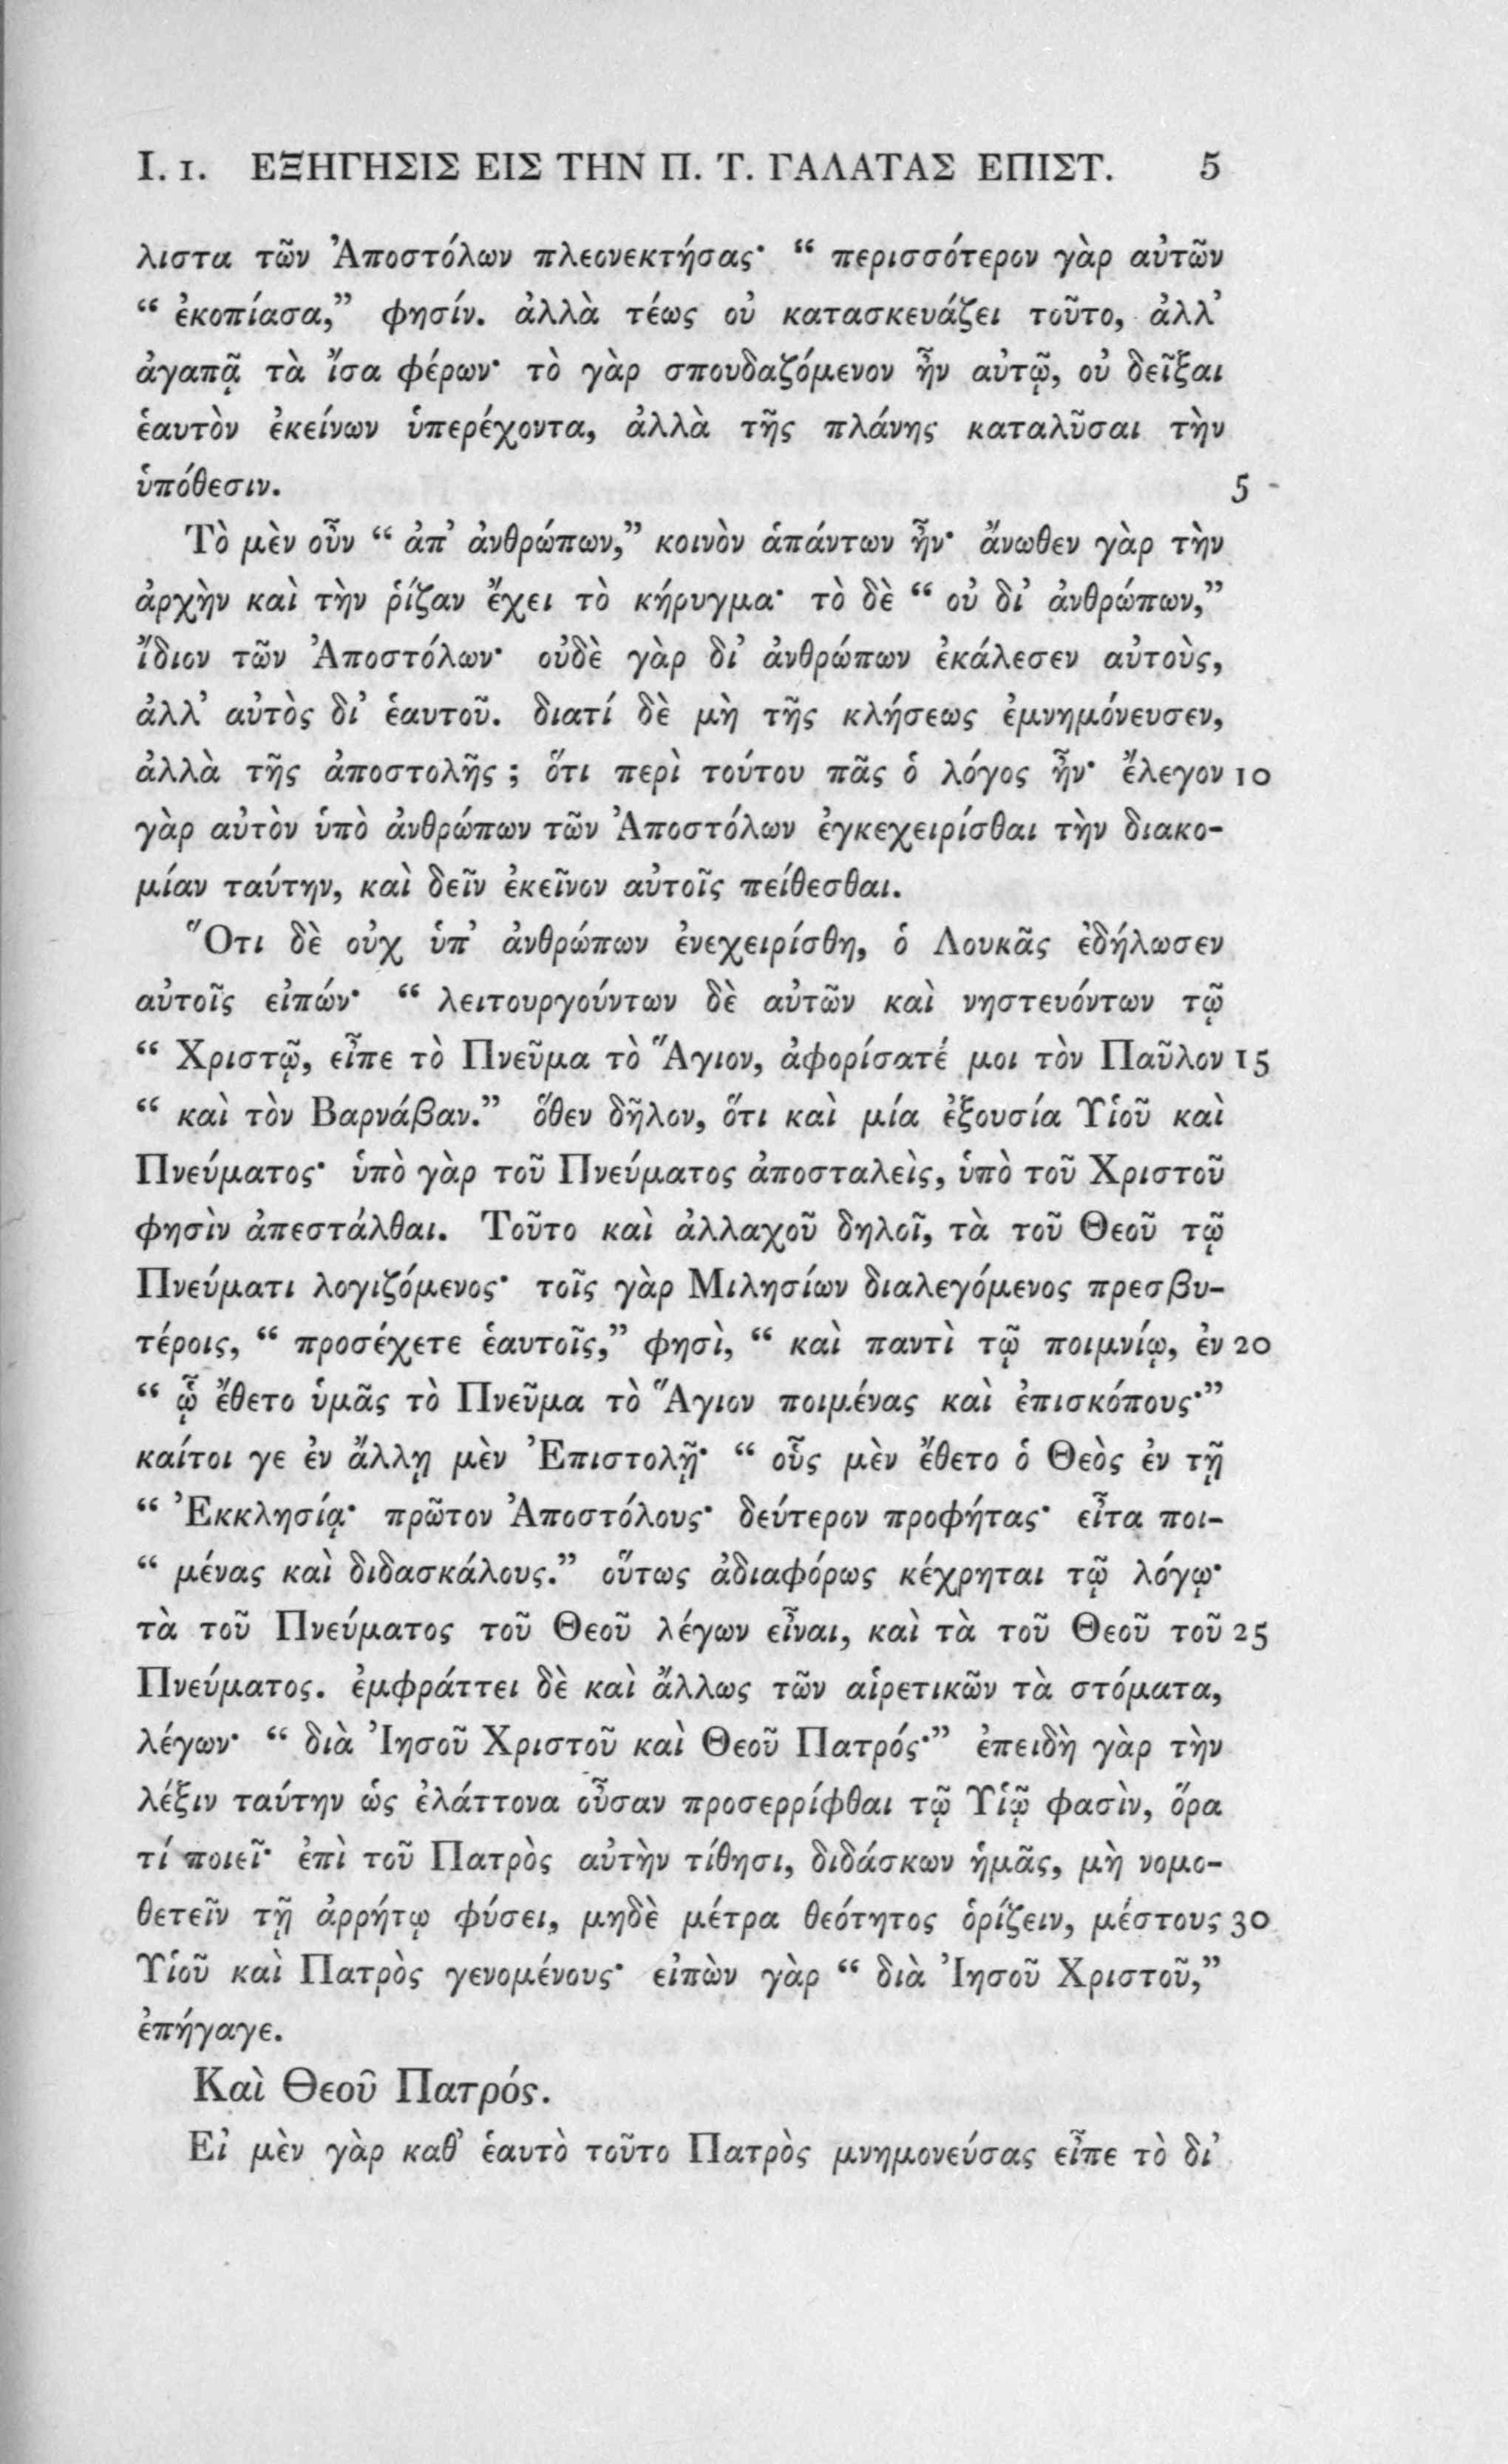 I. 1. ΕΞΗΓΗΣΙΣ ΕΙΣ ΤΗΝ Π. Τ. ΓΑΛΑΤΑΣ ΕΠΙΣΤ. 5
λιστα τῶν Ἀποστόλων πλεονεκτήσας· “ περισσότερον γὰρ αὐτῶν
“ ἐκοπίασα,” φησίν. ἀλλὰ τέως οὐ κατασκευάζει τοῦτο, ἀλλ’
ἀγαπᾷ τὰ ἴσα φέρων· τὸ γὰρ σπουδαζόμενον ἦν αὐτῷ, οὐ δεῖξαι
ἑαυτὸν ἐκείνων ὑπερέχοντα, ἀλλὰ τῆς πλάνης καταλῦσαι τὴν
ὑπόθεσιν. 5
Τὸ μὲν οὖν “ ἀπ’ ἀνθρώπων,” κοινὸν ἁπάντων ἦν· ἄνωθεν γὰρ τὴν
ἀρχὴν καὶ τὴν ῥίζαν ἔχει τὸ κήρυγμα· τὸ δὲ “ οὐ δι’ ἀνθρώπων,”
ἴδιον τῶν Ἀποστόλων· οὐδὲ γὰρ δι’ ἀνθρώπων ἐκάλεσεν αὐτοὺς,
ἀλλ’ αὐτὸς δι’ ἑαυτοῦ. διατί δὲ μὴ τῆς κλήσεως ἐμνημόνευσεν,
ἀλλὰ τῆς ἀποστολῆς ; ὅτι περὶ τούτου πᾶς ὁ λόγος ἦν· ἔλεγον 10
γὰρ αὐτὸν ὑπὸ ἀνθρώπων τῶν Ἀποστόλων ἐγκεχειρίσθαι τὴν διακο-
μίαν ταύτην, καὶ δεῖν ἐκεῖνον αὐτοῖς πείθεσθαι.
Ὅτι δὲ οὐχ ὑπ’ ἀνθρώπων ἐνεχειρίσθη, ὁ Λουκᾶς ἐδήλωσεν
αὐτοῖς εἰπών· “ λειτουργούντων δὲ αὐτῶν καὶ νηστευόντων τῷ
“ Χριστῷ, εἶπε τὸ Πνεῦμα τὸ Ἅγιον, ἀφορίσατέ μοι τὸν Παῦλον 15
“ καὶ τὸν Βαρνάβαν.” ὅθεν δῆλον, ὅτι καὶ μία ἐξουσία Υἱοῦ καὶ
Πνεύματος· ὑπὸ γὰρ τοῦ Πνεύματος ἀποσταλεὶς, ὑπὸ τοῦ Χριστοῦ
φησὶν ἀπεστάλθαι. Τοῦτο καὶ ἀλλαχοῦ δηλοῖ, τὰ τοῦ Θεοῦ τῷ
Πνεύματι λογιζόμενος· τοῖς γὰρ Μιλησίων διαλεγόμενος πρεσβυ-
τέροις, “ προσέχετε ἑαυτοῖς,” φησὶ, “ καὶ παντὶ τῷ ποιμνίῳ, ἐν 20
“ ᾧ ἔθετο ὑμᾶς τὸ Πνεῦμα τὸ Ἅγιον ποιμένας καὶ ἐπισκόπους·”
καίτοι γε ἐν ἄλλῃ μὲν Ἐπιστολῇ· “ οὓς μὲν ἔθετο ὁ Θεὸς ἐν τῇ
“ Ἐκκλησίᾳ· πρῶτον Ἀποστόλους· δεύτερον προφήτας· εἶτα ποι-
“ μένας καὶ διδασκάλους.” οὕτως ἀδιαφόρως κέχρηται τῷ λόγῳ·
τὰ τοῦ Πνεύματος τοῦ Θεοῦ λέγων εἶναι, καὶ τὰ τοῦ Θεοῦ τοῦ 25
Πνεύματος. ἐμφράττει δὲ καὶ ἄλλως τῶν αἱρετικῶν τὰ στόματα,
λέγων· “ διὰ Ἰησοῦ Χριστοῦ καὶ Θεοῦ Πατρός·” ἐπειδὴ γὰρ τὴν
λέξιν ταύτην ὡς ἐλάττονα οὖσαν προσερρίφθαι τῷ Υἱῷ φασὶν, ὅρα
τί ποιεῖ· ἐπὶ τοῦ Πατρὸς αὐτὴν τίθησι, διδάσκων ἡμᾶς, μὴ νομο-
θετεῖν τῇ ἀρρήτῳ φύσει, μηδὲ μέτρα θεότητος ὁρίζειν, μέστους 30
Υἱοῦ καὶ Πατρὸς γενομένους· εἰπὼν γὰρ “ διὰ Ἰησοῦ Χριστοῦ,”
ἐπήγαγε.
Καὶ Θεοῦ Πατρός.
Εἰ μὲν γὰρ καθ’ ἑαυτὸ τοῦτο Πατρὸς μνημονεύσας εἶπε τὸ δι’